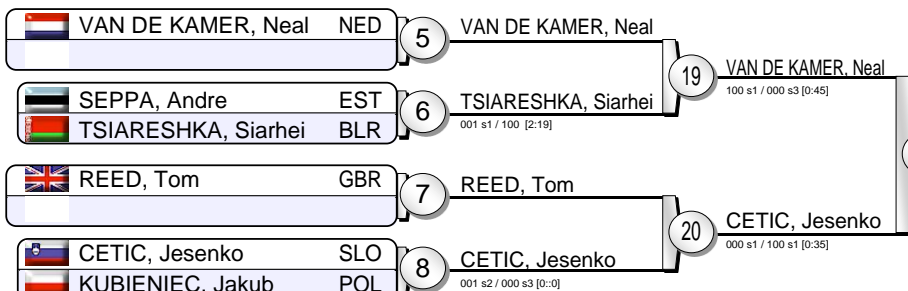 VAN DE KAMER, Neal NED
5
VAN DE KAMER, Neal
SEPPA, Andre EST
TSIARESHKA, Siarhei BLR
6
TSIARESHKA, Siarhei
001 s1 / 100 [2:19]
19
VAN DE KAMER, Neal
100 s1 / 000 s3 [0:45]
REED, Tom GBR
7
REED, Tom
CETIC, Jesenko SLO
KUBIENIEC, Jakub POL
8
CETIC, Jesenko
001 s2 / 000 s3 [0::0]
20
CETIC, Jesenko
000 s1 / 100 s1 [0:35]